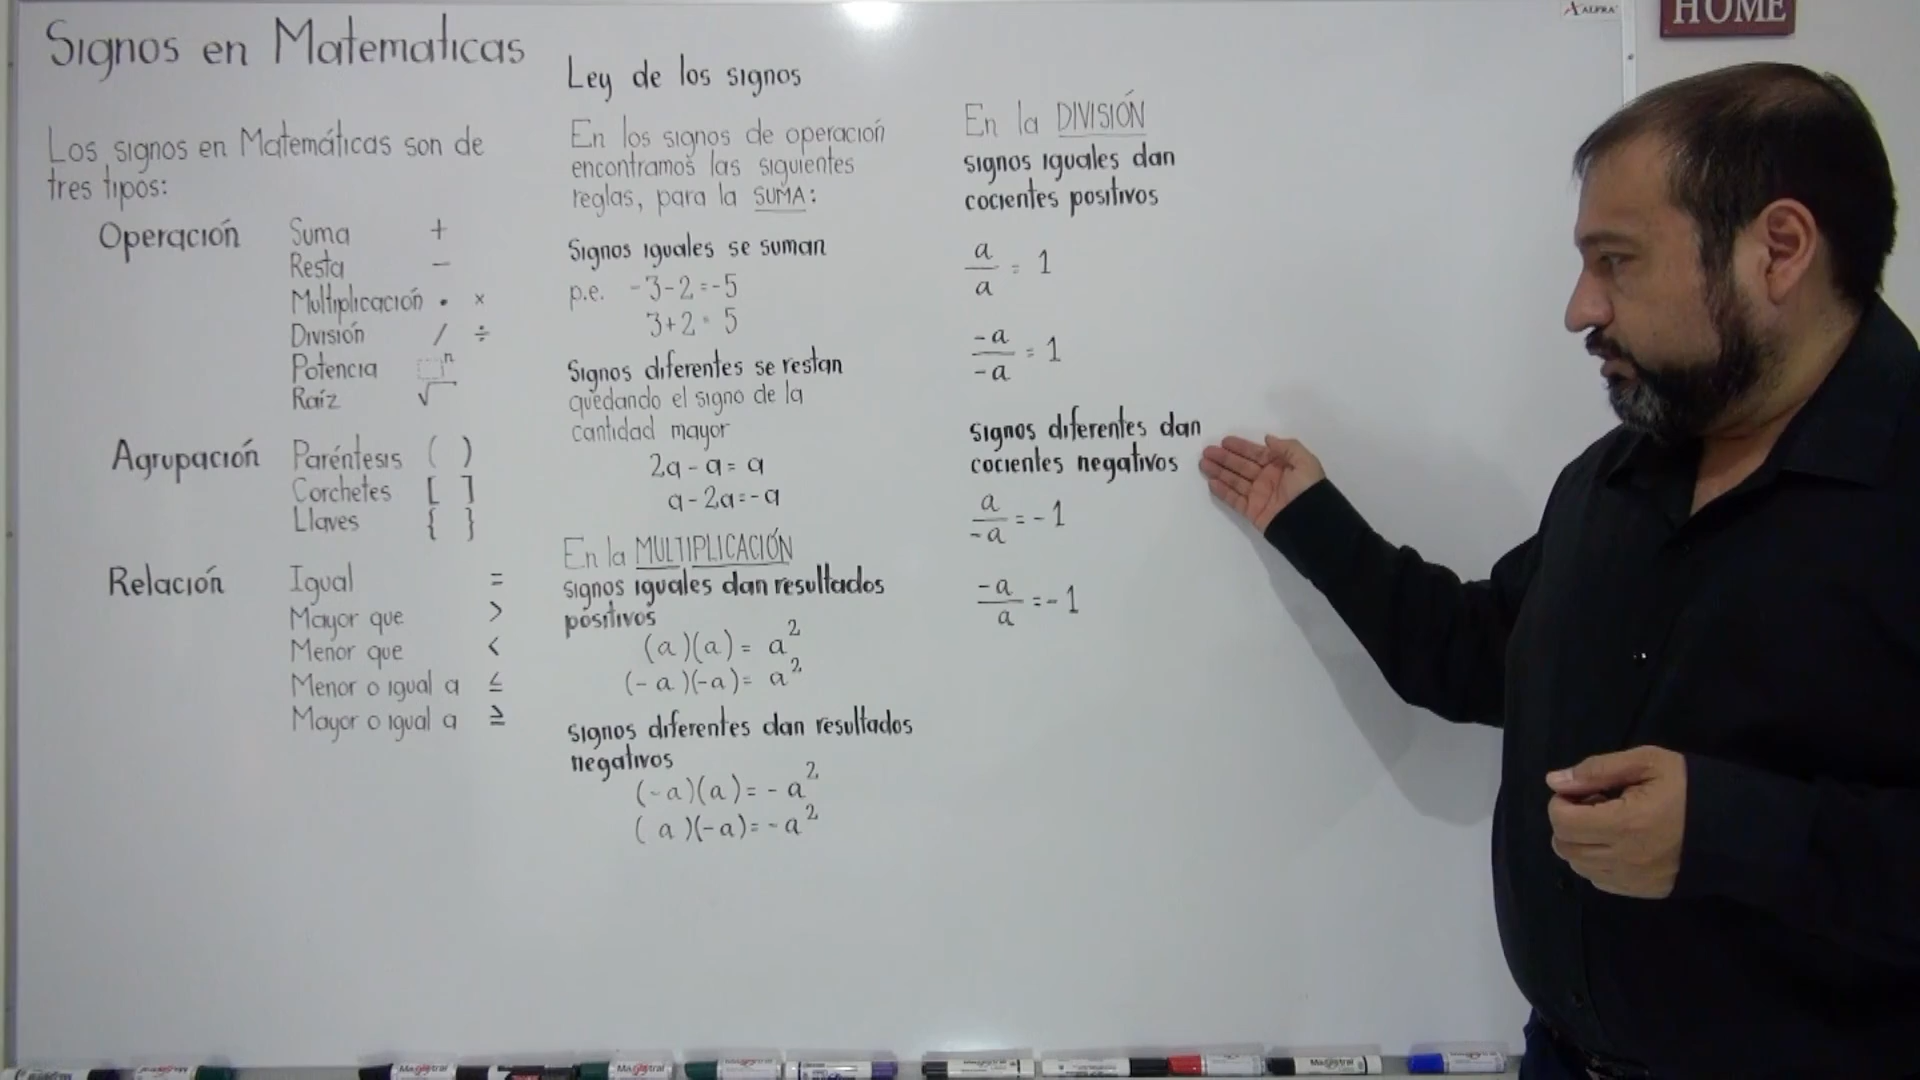 Signos en Matematicas
Los signos en Matemáticas son de
tres tipos:
Operación Suma +
Resta −
Multiplicación • ×
División / ÷
Potencia □ⁿ
Raíz √
Agrupación Paréntesis ( )
Corchetes [ ]
Llaves { }
Relación Igual =
Mayor que >
Menor que <
Menor o igual a ≤
Mayor o igual a ≥
Ley de los signos
En los signos de operación
encontramos las siguientes
reglas, para la SUMA:
Signos iguales se suman
p.e. -3-2=-5
3+2=5
Signos diferentes se restan
quedando el signo de la
cantidad mayor
2a-a=a
a-2a=-a
En la MULTIPLICACIÓN
signos iguales dan resultados
positivos
(a)(a)=a²
(-a)(-a)=a²
signos diferentes dan resultados
negativos
(-a)(a)=-a²
(a)(-a)=-a²
En la DIVISIÓN
signos iguales dan
cocientes positivos
a/a=1
-a/-a=1
signos diferentes dan
cocientes negativos
a/-a=-1
-a/a=-1
ALFRA
HOME
Magistral
Magistral
Magistral